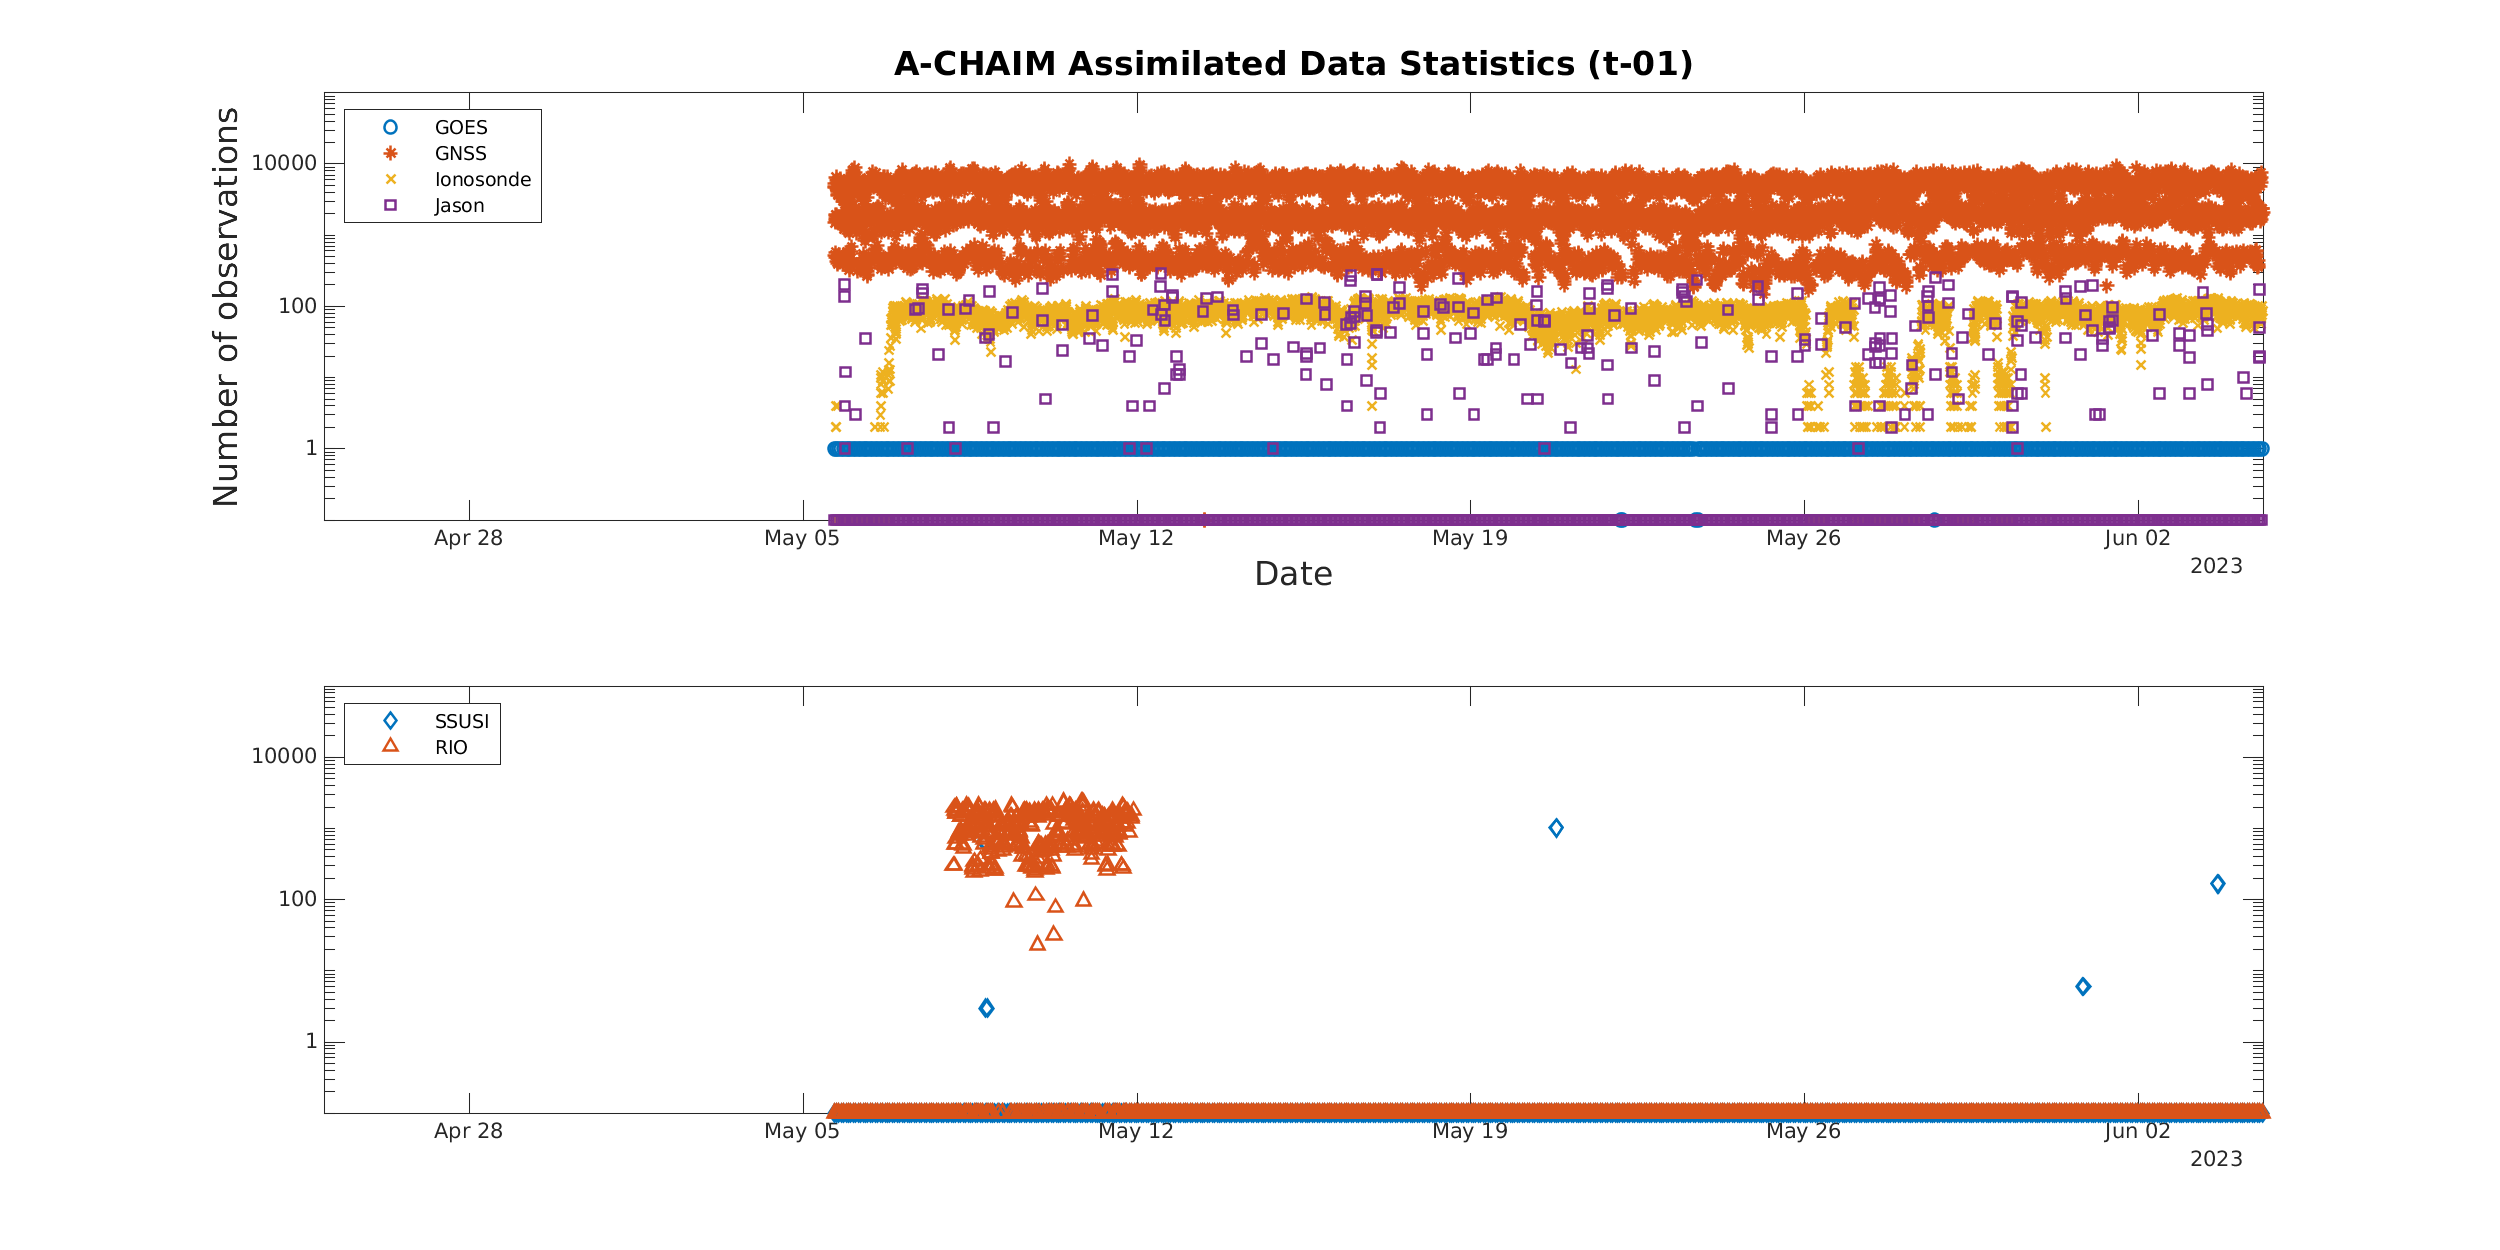 A-CHAIM Assimilated Data Statistics (t-01)
Number of observations
10000
100
1
GOES
GNSS
Ionosonde
Jason
Apr 28
May 05
May 12
May 19
May 26
Jun 02
2023
Date
10000
100
1
SSUSI
RIO
Apr 28
May 05
May 12
May 19
May 26
Jun 02
2023